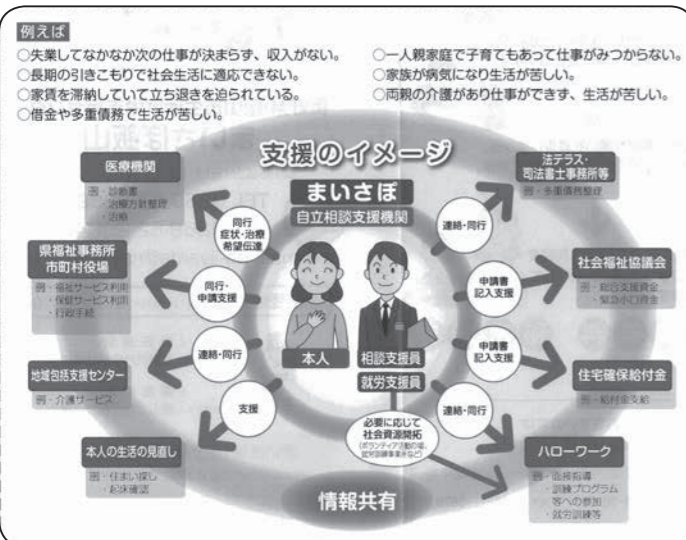 例えば
○失業してなかなか次の仕事が決まらず、収入がない。
○長期の引きこもりで社会生活に適応できない。
○家賃を滞納していて立ち退きを迫られている。
○借金や多重債務で生活が苦しい。
○一人親家庭で子育てもあって仕事がみつからない。
○家族が病気になり生活が苦しい。
○両親の介護があり仕事ができず、生活が苦しい。
支援のイメージ
まいさぽ
自立相談支援機関
本人
相談支援員
就労支援員
医療機関
例・診断書
・治療方針整理
・治療
同行
症状・治療
希望伝達
県福祉事務所
市町村役場
例・福祉サービス利用
・保健サービス利用
・行政手続
同行・
申請支援
地域包括支援センター
例・介護サービス
連絡・同行
本人の生活の見直し
例・住まい探し
・起床確認
支援
法テラス・
司法書士事務所等
例・多重債務整理
連絡・同行
社会福祉協議会
例・総合支援資金
・緊急小口資金
申請書
記入支援
住宅確保給付金
例・給付金支給
申請書
記入支援
ハローワーク
例・面接指導
・訓練プログラム
等への参加
・就労訓練等
連絡・同行
必要に応じて
社会資源開拓
(ボランティア活動の場、
就労訓練事業所など)
情報共有